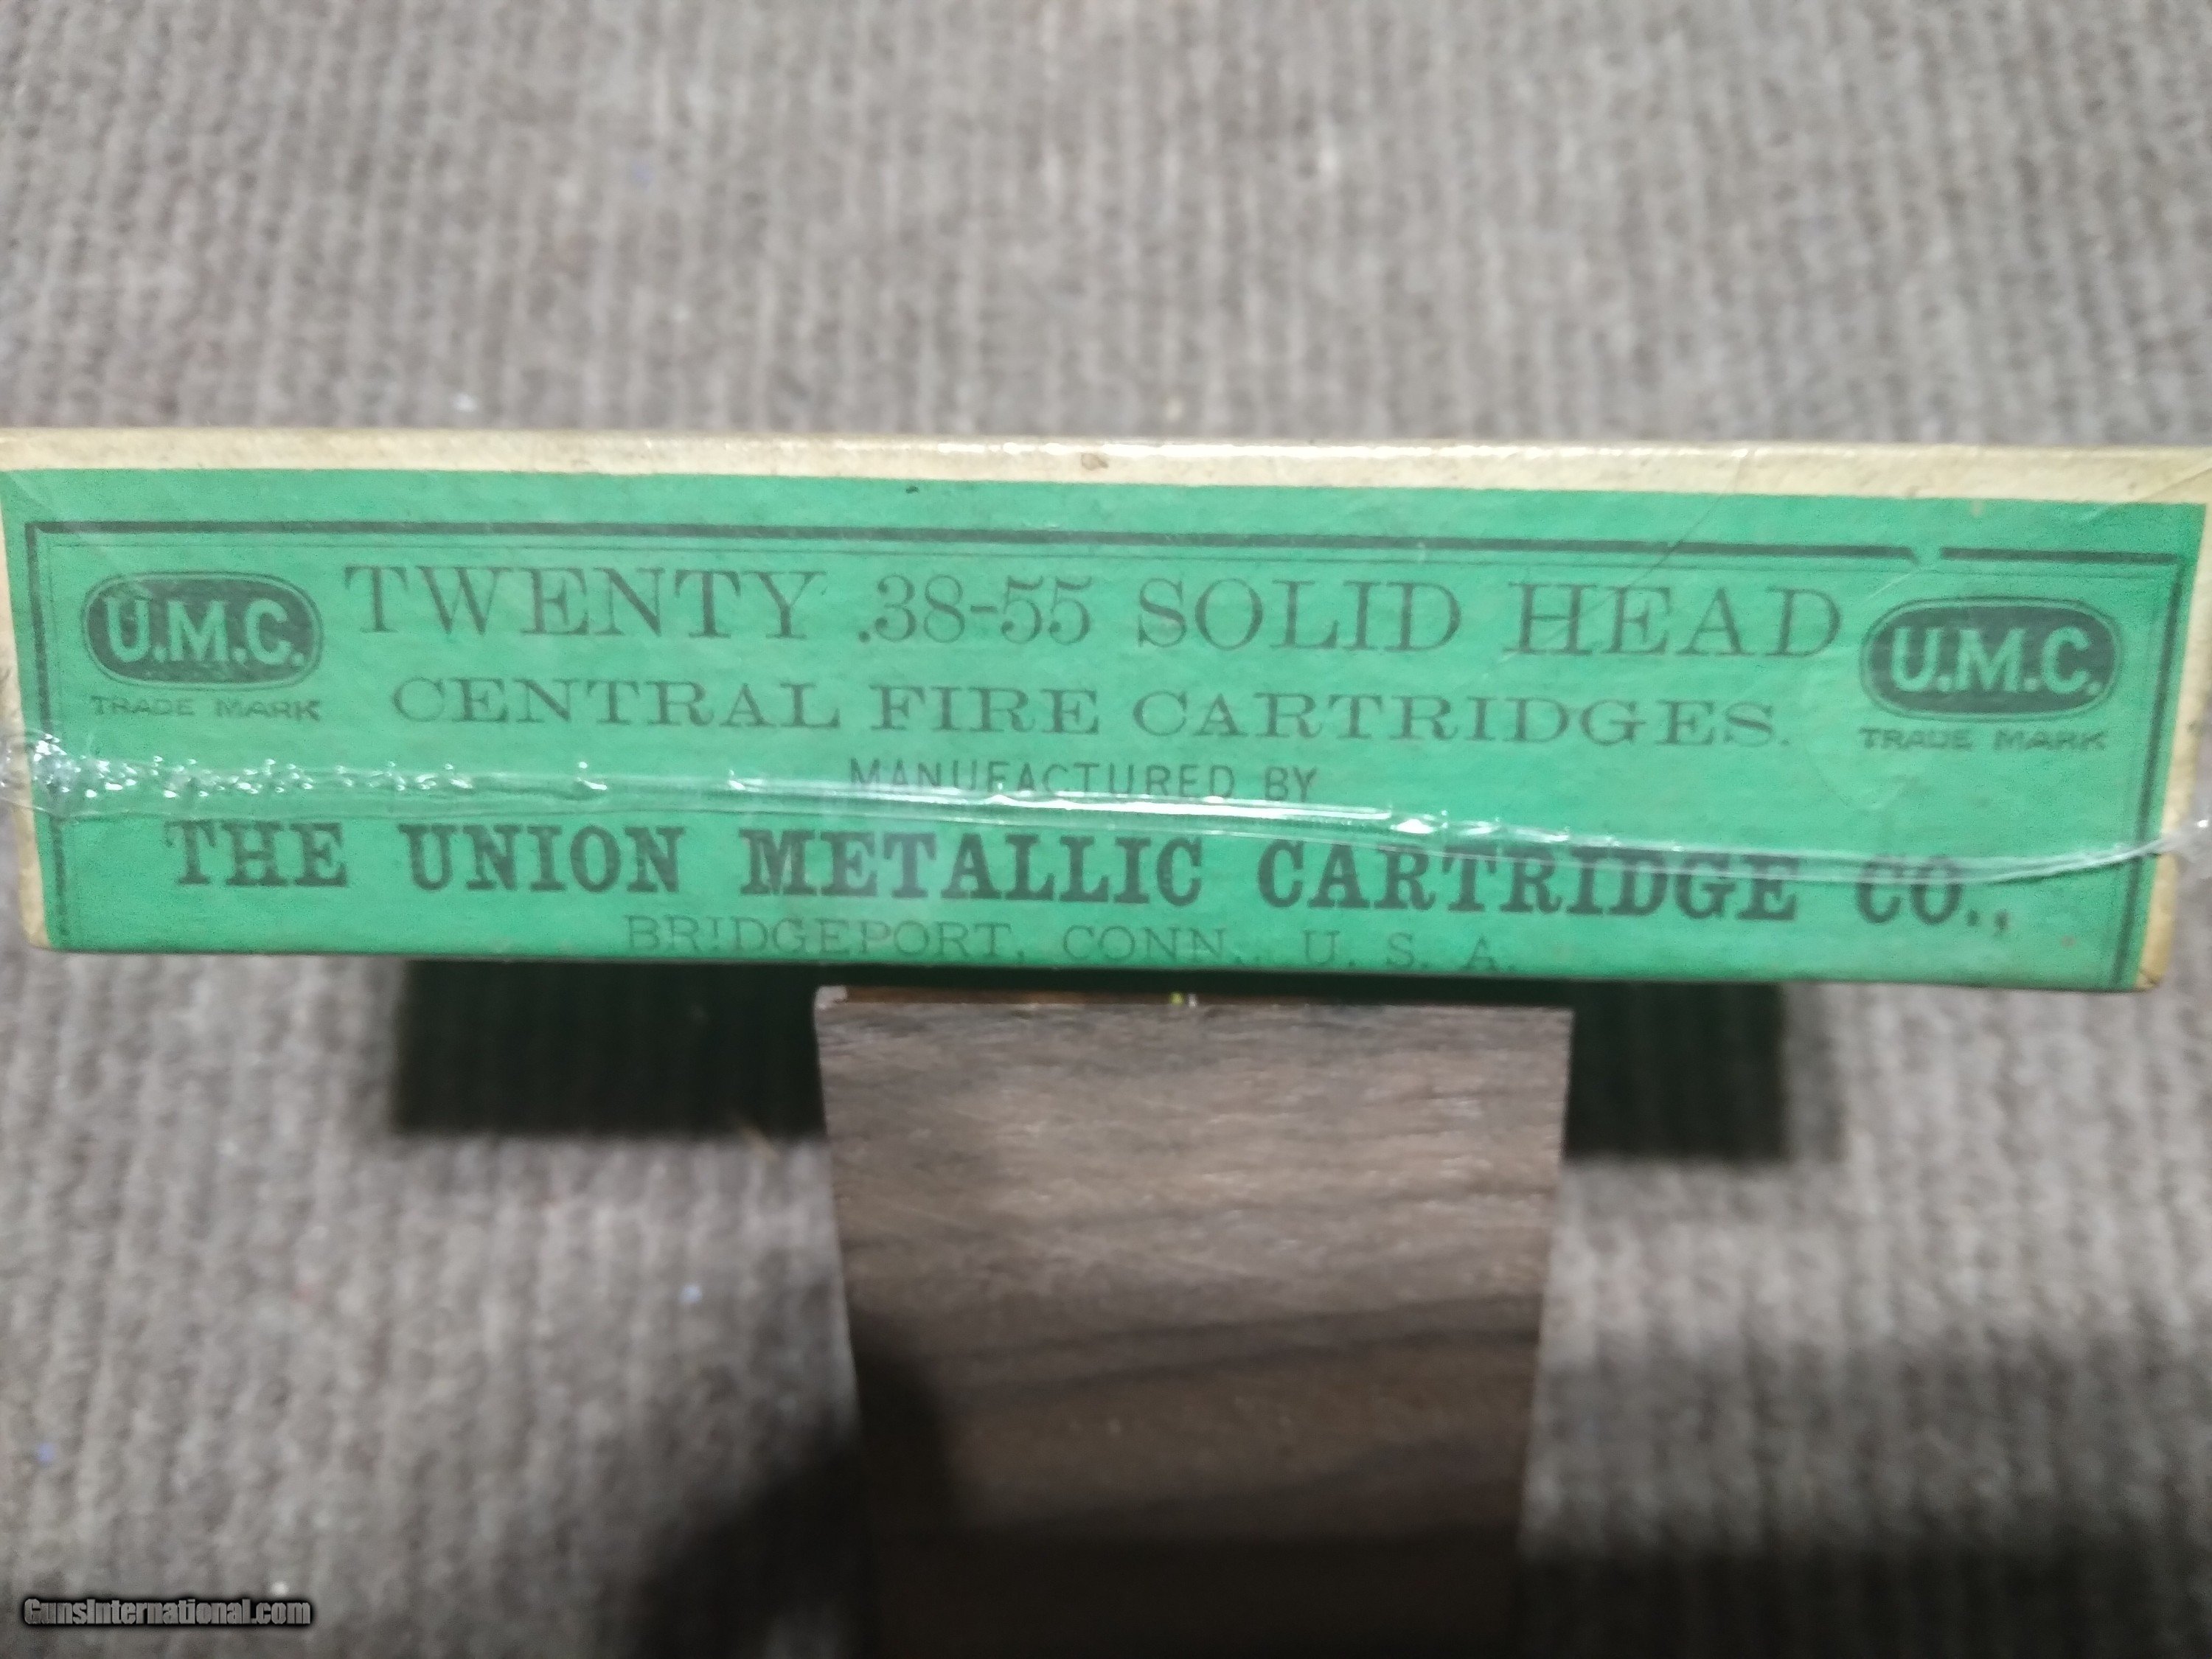 U.M.C.
TRADE MARK
TWENTY .38-55 SOLID HEAD
CENTRAL FIRE CARTRIDGES.
U.M.C.
TRADE MARK
MANUFACTURED BY
THE UNION METALLIC CARTRIDGE CO.,
BRIDGEPORT, CONN., U. S. A.
GunsInternational.com